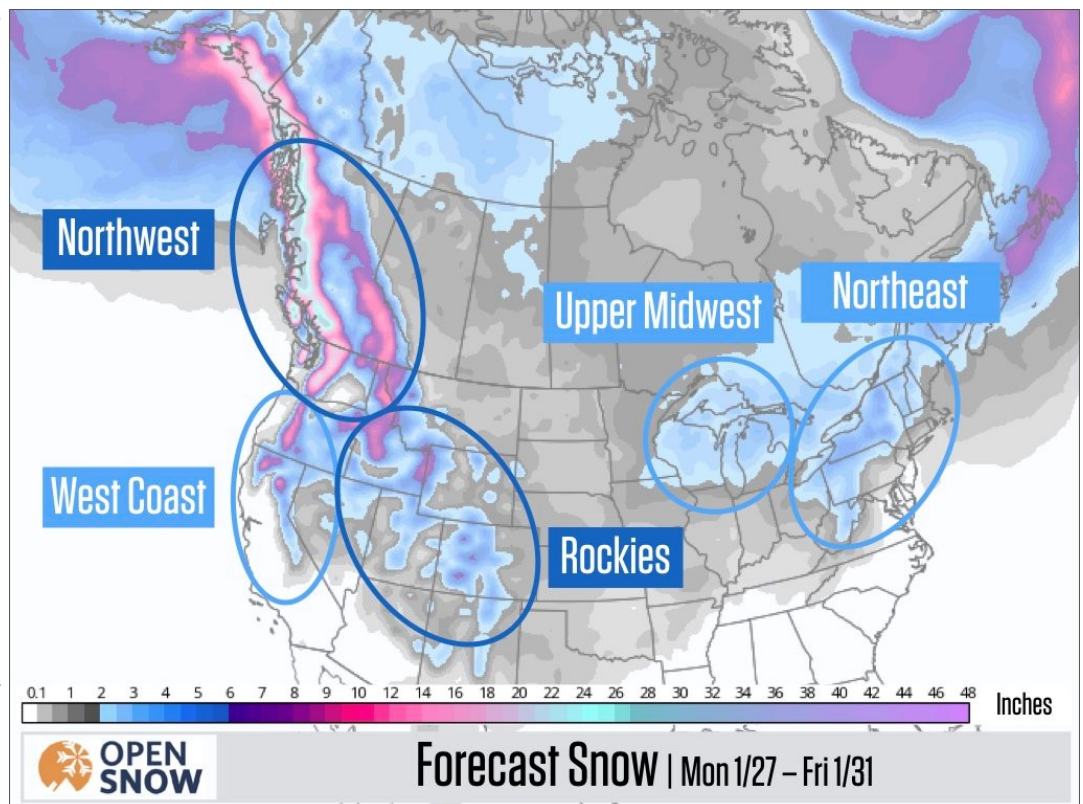 Northwest
Upper Midwest
Northeast
West Coast
Rockies
0.1 1 2 3 4 5 6 7 8 9 10 12 14 16 18 20 22 24 26 28 30 32 34 36 38 40 42 44 46 48 Inches
OPEN
SNOW
Forecast Snow | Mon 1/27 – Fri 1/31